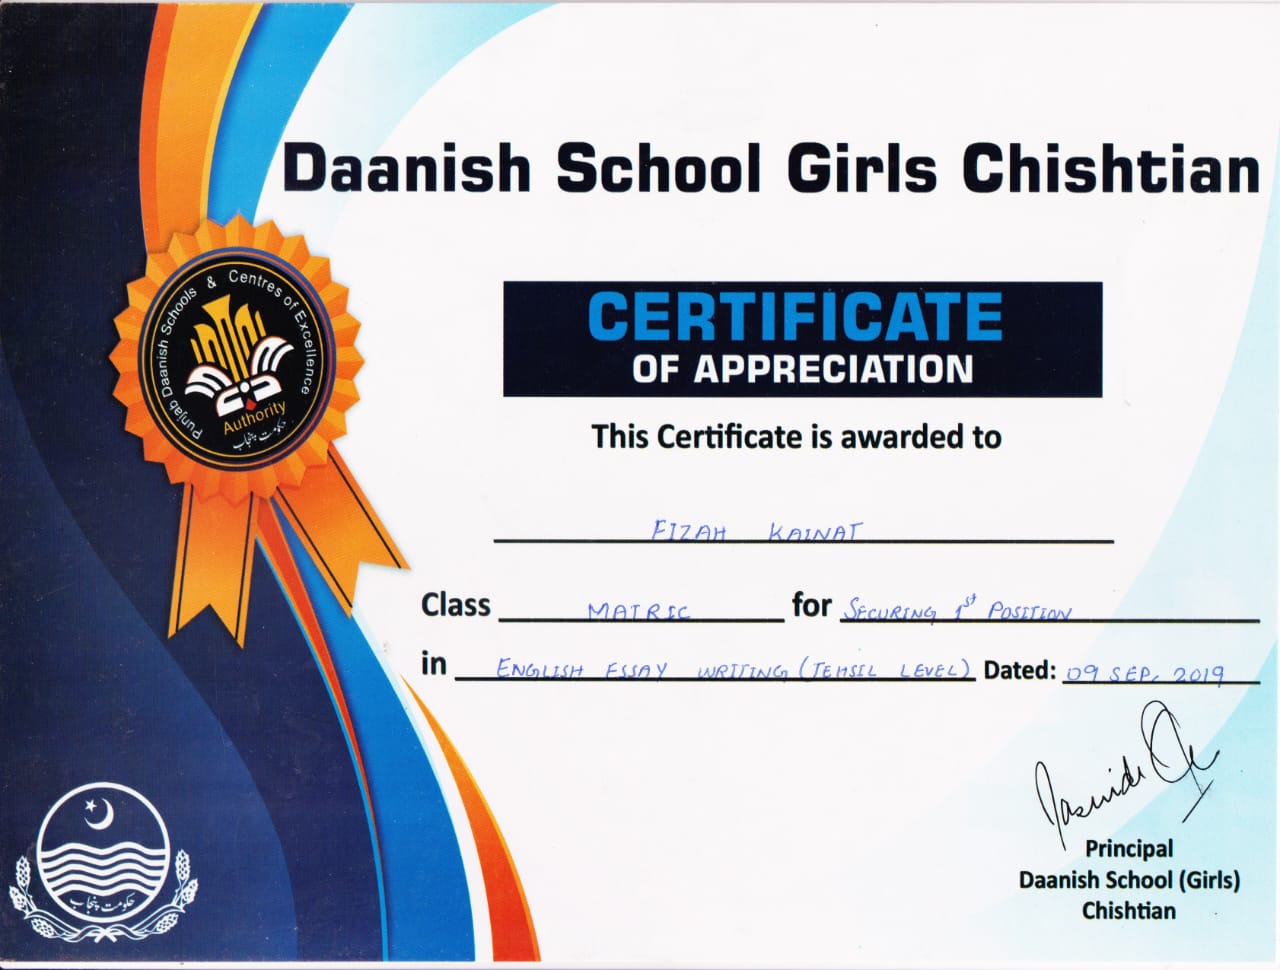 Daanish School Girls Chishtian
Punjab Daanish Schools & Centres of Excellence
Authority
حکومت پنجاب
CERTIFICATE
OF APPRECIATION
This Certificate is awarded to
FIZAH KAINAT
Class MATRIC for SECURING 1st POSITION
in ENGLISH ESSAY WRITING (TEHSIL LEVEL) Dated: 09 SEP, 2019
Principal
Daanish School (Girls)
Chishtian
حکومت پنجاب